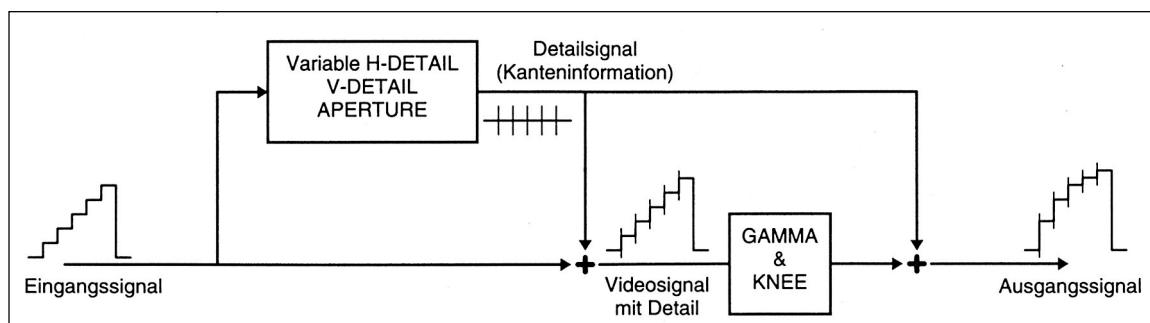 Variable H-DETAIL
V-DETAIL
APERTURE
Detailsignal
(Kanteninformation)
Eingangssignal
Videosignal
mit Detail
GAMMA
&
KNEE
Ausgangssignal